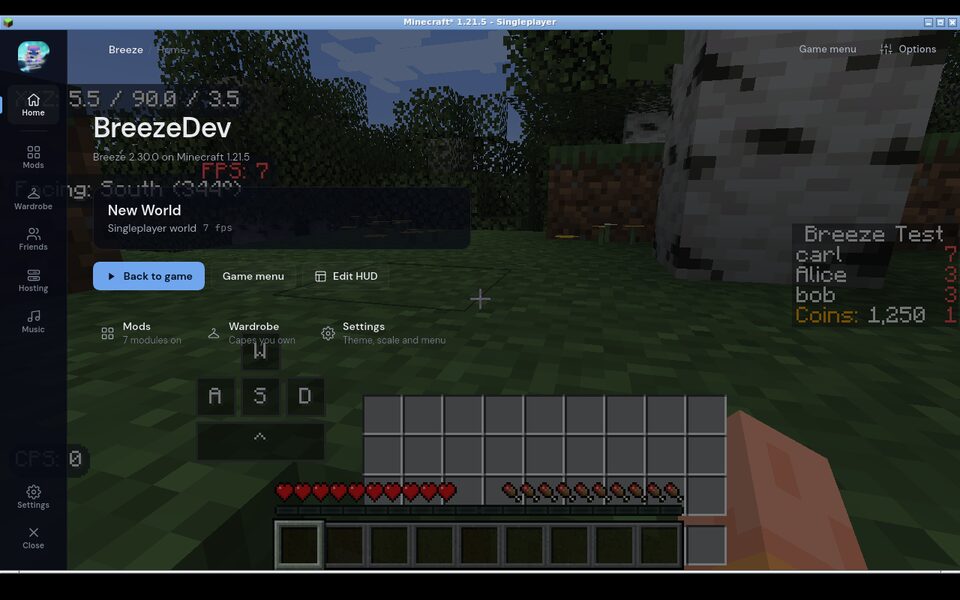 Minecraft* 1.21.5 - Singleplayer
Breeze / Home
Game menu
Options
5.5 / 90.0 / 3.5
Home
BreezeDev
Breeze 2.30.0 on Minecraft 1.21.5
FPS: 7
Mods
Facing: South (344°)
Wardrobe
New World
Singleplayer world 7 fps
Friends
Breeze Test
carl 7
Alice 3
bob 3
Coins: 1,250 1
Back to game
Game menu
Edit HUD
Hosting
Music
Mods
7 modules on
Wardrobe
Capes you own
Settings
Theme, scale and menu
W
A S D
^
CPS: 0
Settings
Close